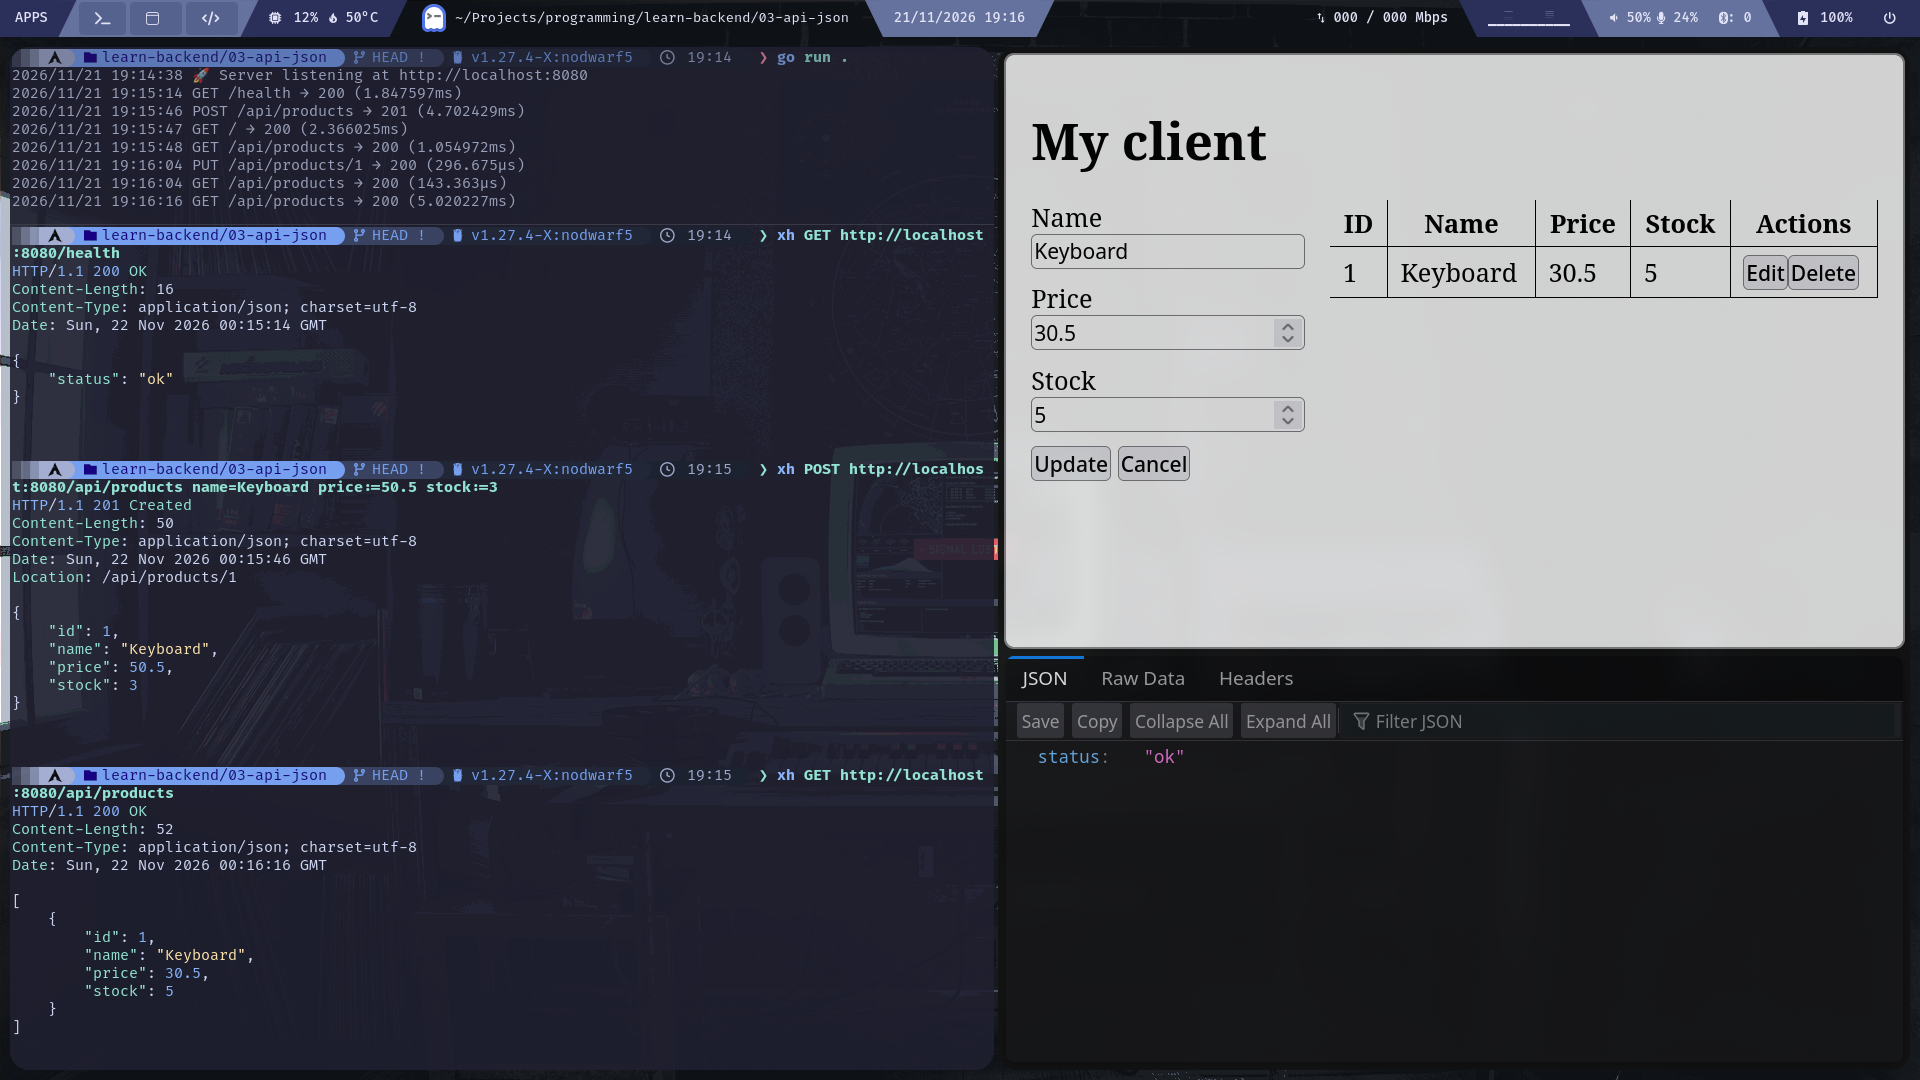 APPS 12% 50°C ~/Projects/programming/learn-backend/03-api-json 21/11/2026 19:16 000 / 000 Mbps 50% 24% : 0 100%
learn-backend/03-api-json HEAD ! v1.27.4-X:nodwarf5 19:14 ❯ go run .
2026/11/21 19:14:38 🚀 Server listening at http://localhost:8080
2026/11/21 19:15:14 GET /health → 200 (1.847597ms)
2026/11/21 19:15:46 POST /api/products → 201 (4.702429ms)
2026/11/21 19:15:47 GET / → 200 (2.366025ms)
2026/11/21 19:15:48 GET /api/products → 200 (1.054972ms)
2026/11/21 19:16:04 PUT /api/products/1 → 200 (296.675µs)
2026/11/21 19:16:04 GET /api/products → 200 (143.363µs)
2026/11/21 19:16:16 GET /api/products → 200 (5.020227ms)
learn-backend/03-api-json HEAD ! v1.27.4-X:nodwarf5 19:14 ❯ xh GET http://localhost
:8080/health
HTTP/1.1 200 OK
Content-Length: 16
Content-Type: application/json; charset=utf-8
Date: Sun, 22 Nov 2026 00:15:14 GMT
{
"status": "ok"
}
learn-backend/03-api-json HEAD ! v1.27.4-X:nodwarf5 19:15 ❯ xh POST http://localhos
t:8080/api/products name=Keyboard price:=50.5 stock:=3
HTTP/1.1 201 Created
Content-Length: 50
Content-Type: application/json; charset=utf-8
Date: Sun, 22 Nov 2026 00:15:46 GMT
Location: /api/products/1
{
"id": 1,
"name": "Keyboard",
"price": 50.5,
"stock": 3
}
learn-backend/03-api-json HEAD ! v1.27.4-X:nodwarf5 19:15 ❯ xh GET http://localhost
:8080/api/products
HTTP/1.1 200 OK
Content-Length: 52
Content-Type: application/json; charset=utf-8
Date: Sun, 22 Nov 2026 00:16:16 GMT
[
{
"id": 1,
"name": "Keyboard",
"price": 30.5,
"stock": 5
}
]
My client
Name
Keyboard
Price
30.5
Stock
5
Update Cancel
ID Name Price Stock Actions
1 Keyboard 30.5 5 Edit Delete
JSON Raw Data Headers
Save Copy Collapse All Expand All Filter JSON
status: "ok"